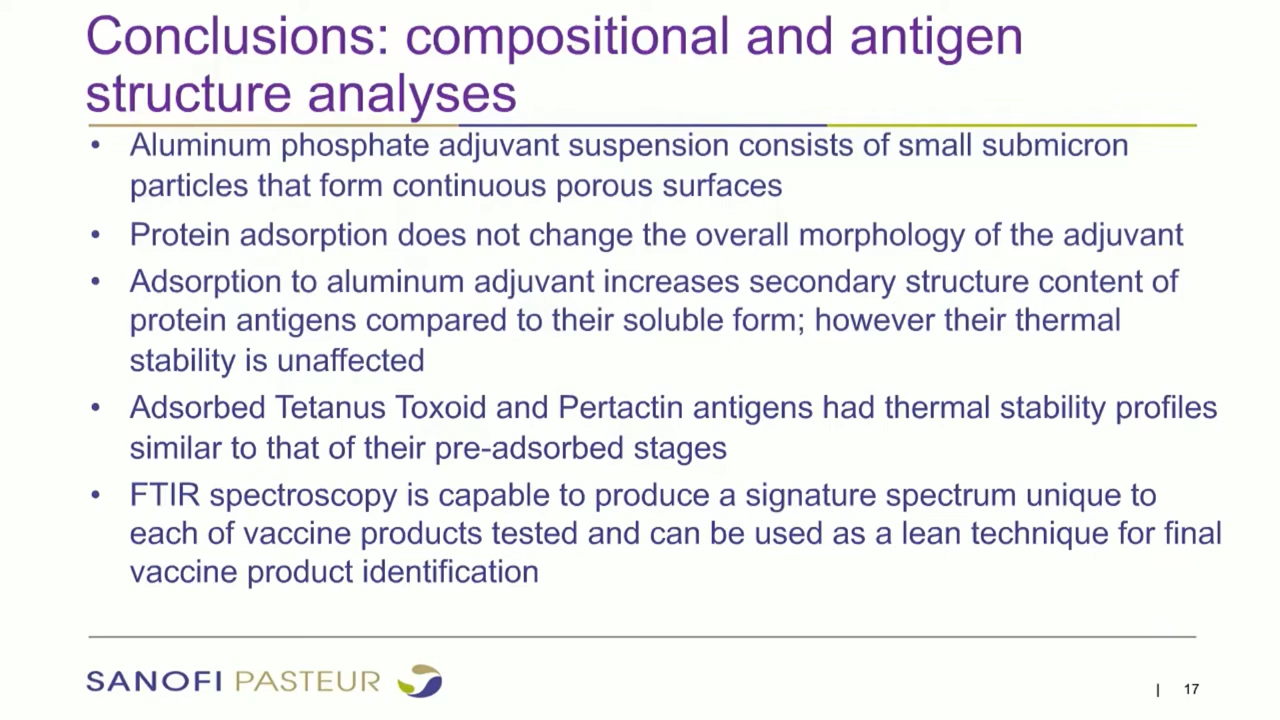 Conclusions: compositional and antigen
structure analyses
• Aluminum phosphate adjuvant suspension consists of small submicron
particles that form continuous porous surfaces
• Protein adsorption does not change the overall morphology of the adjuvant
• Adsorption to aluminum adjuvant increases secondary structure content of
protein antigens compared to their soluble form; however their thermal
stability is unaffected
• Adsorbed Tetanus Toxoid and Pertactin antigens had thermal stability profiles
similar to that of their pre-adsorbed stages
• FTIR spectroscopy is capable to produce a signature spectrum unique to
each of vaccine products tested and can be used as a lean technique for final
vaccine product identification
SANOFI PASTEUR
| 17